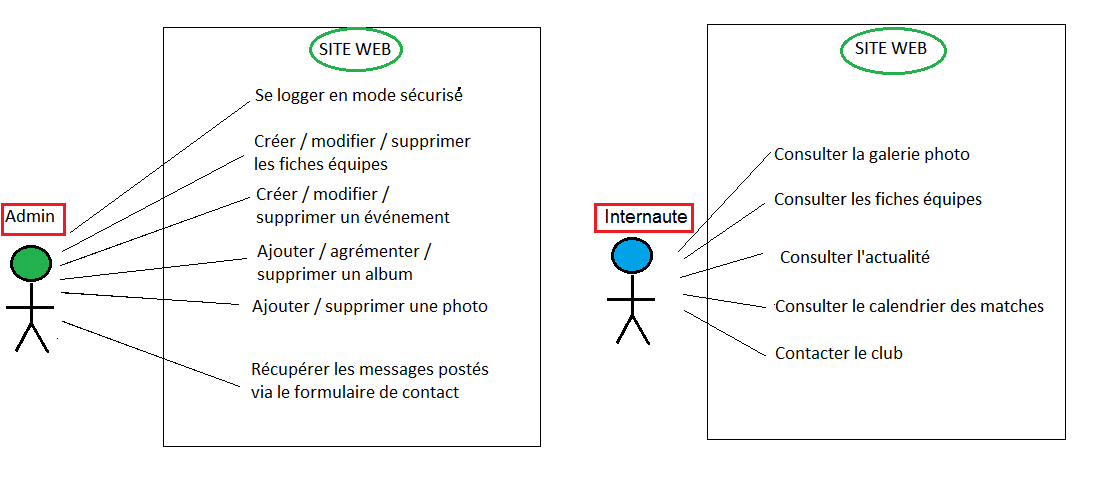 SITE WEB
Se logger en mode sécurisé
Créer / modifier / supprimer
les fiches équipes
Créer / modifier /
supprimer un événement
Admin
Ajouter / agrémenter /
supprimer un album
Ajouter / supprimer une photo
Récupérer les messages postés
via le formulaire de contact
SITE WEB
Consulter la galerie photo
Consulter les fiches équipes
Internaute
Consulter l'actualité
Consulter le calendrier des matches
Contacter le club